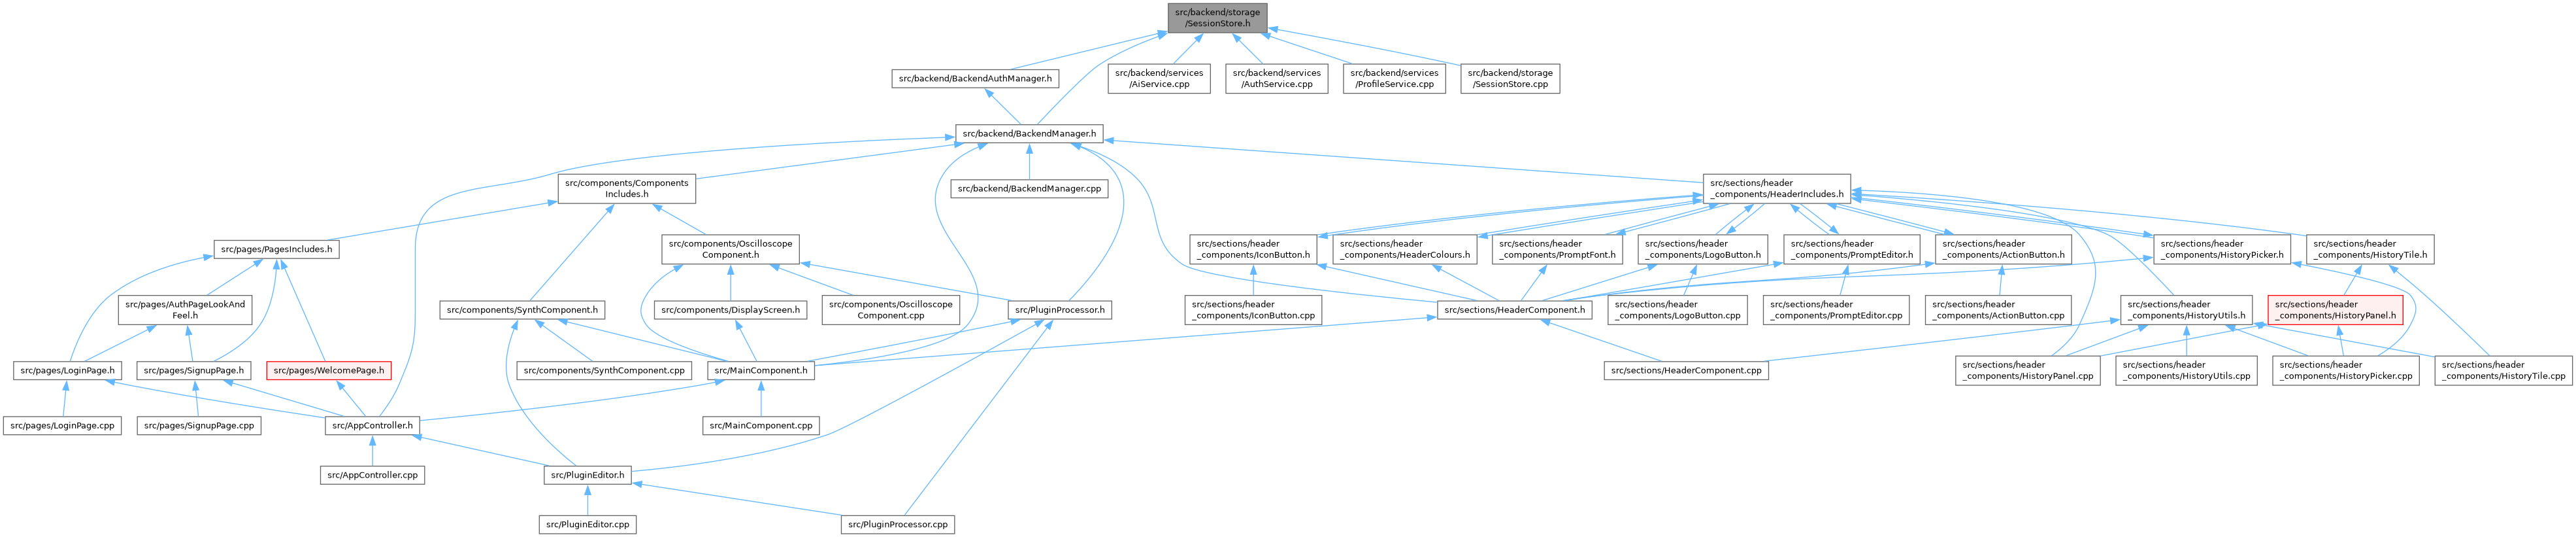 src/backend/storage
/SessionStore.h
src/backend/BackendAuthManager.h
src/backend/services
/AiService.cpp
src/backend/services
/AuthService.cpp
src/backend/services
/ProfileService.cpp
src/backend/storage
/SessionStore.cpp
src/backend/BackendManager.h
src/components/Components
Includes.h
src/backend/BackendManager.cpp
src/sections/header
_components/HeaderIncludes.h
src/pages/PagesIncludes.h
src/components/Oscilloscope
Component.h
src/sections/header
_components/IconButton.h
src/sections/header
_components/HeaderColours.h
src/sections/header
_components/PromptFont.h
src/sections/header
_components/LogoButton.h
src/sections/header
_components/PromptEditor.h
src/sections/header
_components/ActionButton.h
src/sections/header
_components/HistoryPicker.h
src/sections/header
_components/HistoryTile.h
src/pages/AuthPageLookAnd
Feel.h
src/components/SynthComponent.h
src/components/DisplayScreen.h
src/components/Oscilloscope
Component.cpp
src/PluginProcessor.h
src/sections/header
_components/IconButton.cpp
src/sections/HeaderComponent.h
src/sections/header
_components/LogoButton.cpp
src/sections/header
_components/PromptEditor.cpp
src/sections/header
_components/ActionButton.cpp
src/sections/header
_components/HistoryUtils.h
src/sections/header
_components/HistoryPanel.h
src/pages/LoginPage.h
src/pages/SignupPage.h
src/pages/WelcomePage.h
src/components/SynthComponent.cpp
src/MainComponent.h
src/sections/HeaderComponent.cpp
src/sections/header
_components/HistoryPanel.cpp
src/sections/header
_components/HistoryUtils.cpp
src/sections/header
_components/HistoryPicker.cpp
src/sections/header
_components/HistoryTile.cpp
src/pages/LoginPage.cpp
src/pages/SignupPage.cpp
src/AppController.h
src/MainComponent.cpp
src/AppController.cpp
src/PluginEditor.h
src/PluginEditor.cpp
src/PluginProcessor.cpp